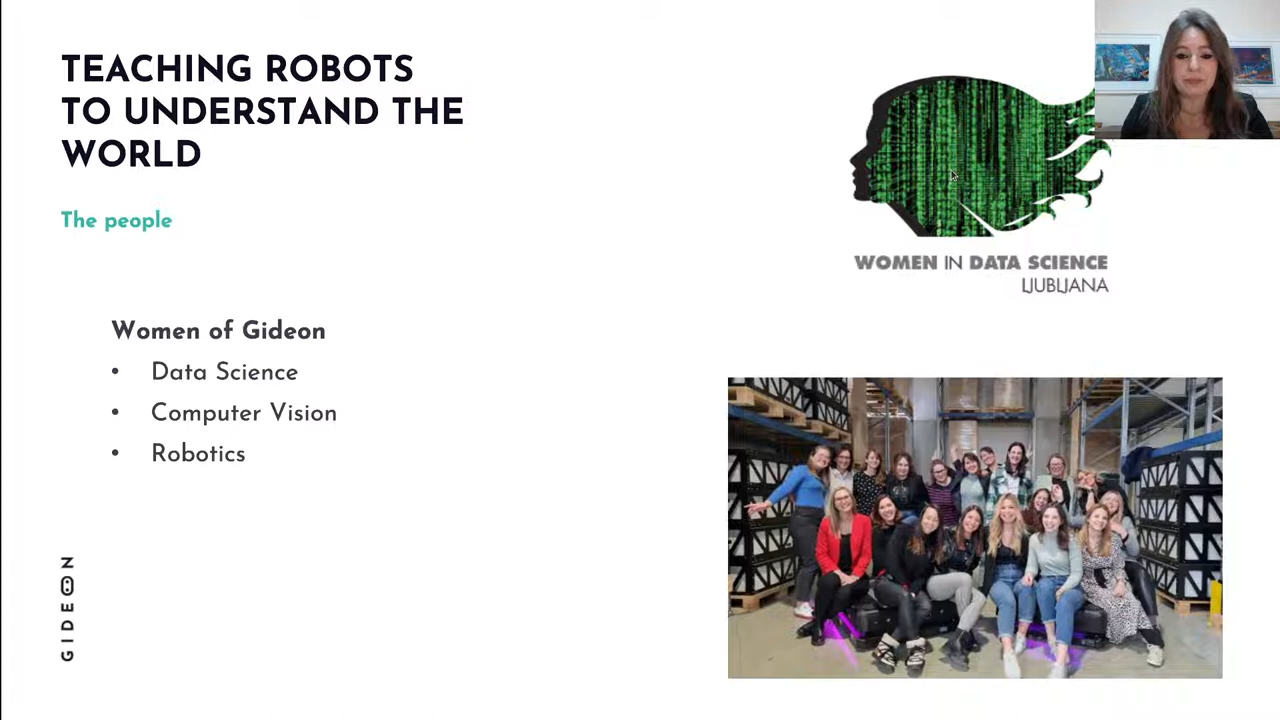 TEACHING ROBOTS
TO UNDERSTAND THE
WORLD
The people
WOMEN IN DATA SCIENCE
LJUBLJANA
Women of Gideon
• Data Science
• Computer Vision
• Robotics
GIDEON